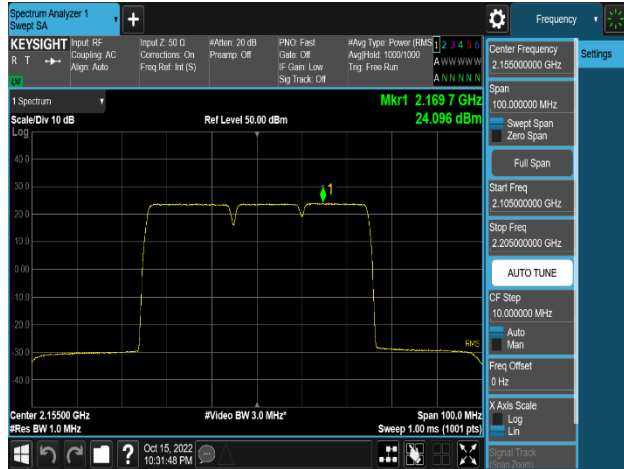 Spectrum Analyzer 1
Swept SA
+
Frequency
KEYSIGHT
R T
LXI
Input: RF
Coupling: AC
Align: Auto
Input Z: 50 Ω
Corrections: On
Freq Ref: Int (S)
#Atten: 20 dB
Preamp: Off
PNO: Fast
Gate: Off
IF Gain: Low
Sig Track: Off
#Avg Type: Power (RMS)
Avg|Hold: 1000/1000
Trig: Free Run
1 2 3 4 5 6
A W W W W W
A N N N N N
1 Spectrum
Scale/Div 10 dB
Log
Ref Level 50.00 dBm
Mkr1 2.169 7 GHz
24.096 dBm
40.0
30.0
20.0
10.0
0.00
-10.0
-20.0
-30.0
-40.0
1
RMS
Center 2.15500 GHz
#Res BW 1.0 MHz
#Video BW 3.0 MHz*
Span 100.0 MHz
Sweep 1.00 ms (1001 pts)
?
Oct 15, 2022
10:31:48 PM
Center Frequency
2.155000000 GHz
Span
100.000000 MHz
Swept Span
Zero Span
Full Span
Start Freq
2.105000000 GHz
Stop Freq
2.205000000 GHz
AUTO TUNE
CF Step
10.000000 MHz
Auto
Man
Freq Offset
0 Hz
X Axis Scale
Log
Lin
Signal Track
(Span Zoom)
Settings